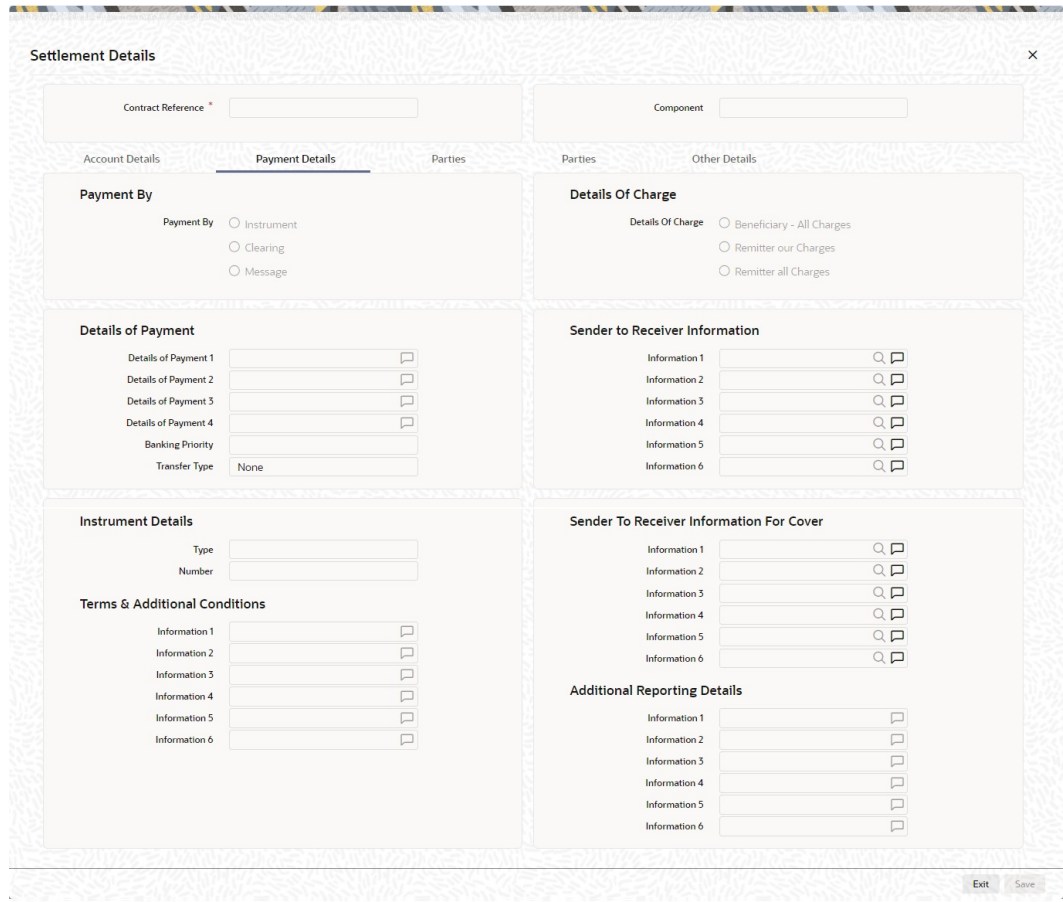 Settlement Details
Contract Reference *
Component
Account Details
Payment Details
Parties
Parties
Other Details
Payment By
Payment By
Instrument
Clearing
Message
Details Of Charge
Details Of Charge
Beneficiary - All Charges
Remitter our Charges
Remitter all Charges
Details of Payment
Details of Payment 1
Details of Payment 2
Details of Payment 3
Details of Payment 4
Banking Priority
Transfer Type None
Sender to Receiver Information
Information 1
Information 2
Information 3
Information 4
Information 5
Information 6
Instrument Details
Type
Number
Terms & Additional Conditions
Information 1
Information 2
Information 3
Information 4
Information 5
Information 6
Sender To Receiver Information For Cover
Information 1
Information 2
Information 3
Information 4
Information 5
Information 6
Additional Reporting Details
Information 1
Information 2
Information 3
Information 4
Information 5
Information 6
Exit
Save